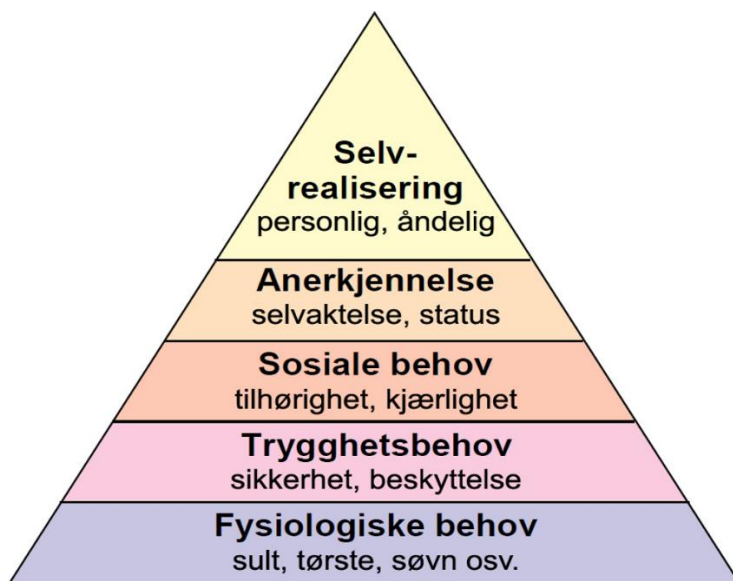 Selv-
realisering
personlig, åndelig
Anerkjennelse
selvaktelse, status
Sosiale behov
tilhørighet, kjærlighet
Trygghetsbehov
sikkerhet, beskyttelse
Fysiologiske behov
sult, tørste, søvn osv.